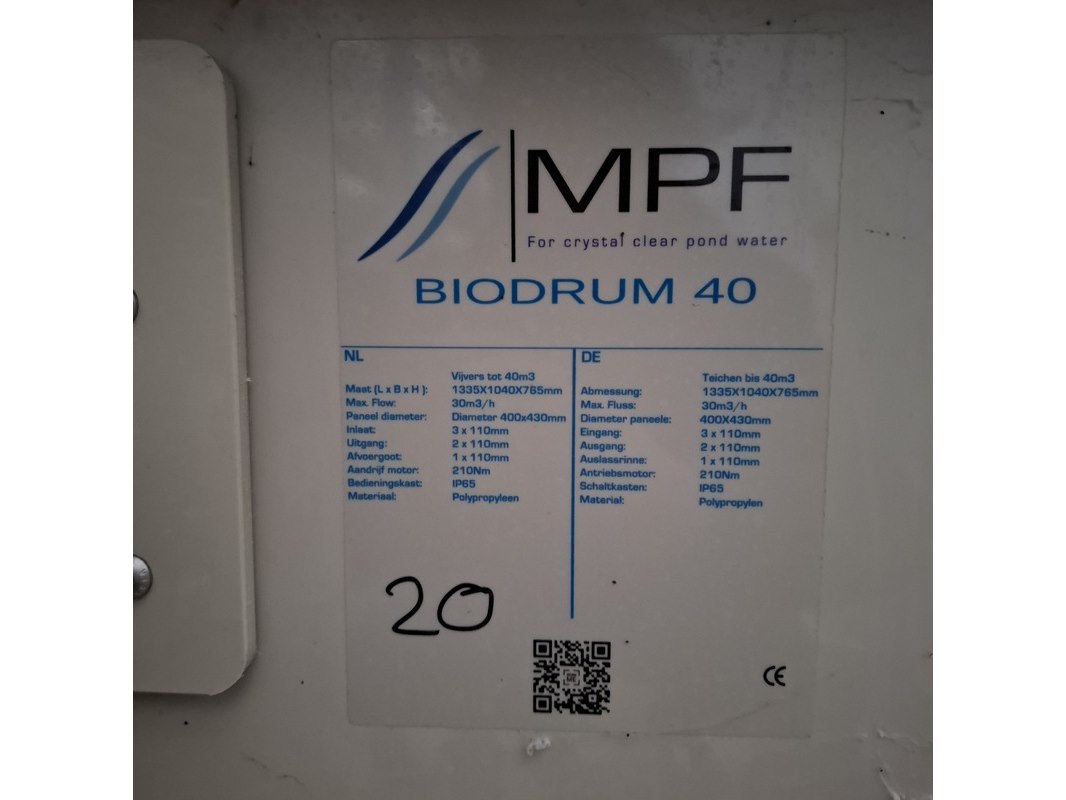 MPF
For crystal clear pond water
BIODRUM 40
NL
Vijvers tot 40m3
Maat (L x B x H ): 1335X1040X765mm
Max. Flow: 30m3/h
Paneel diameter: Diameter 400x430mm
Inlaat: 3 x 110mm
Uitgang: 2 x 110mm
Afvoergoot: 1 x 110mm
Aandrijf motor: 210Nm
Bedieningskast: IP65
Materiaal: Polypropyleen
DE
Teichen bis 40m3
Abmessung: 1335X1040X765mm
Max. Fluss: 30m3/h
Diameter paneele: 400X430mm
Eingang: 3 x 110mm
Ausgang: 2 x 110mm
Auslassrinne: 1 x 110mm
Antriebsmotor: 210Nm
Schaltkasten: IP65
Material: Polypropylen
20
CE